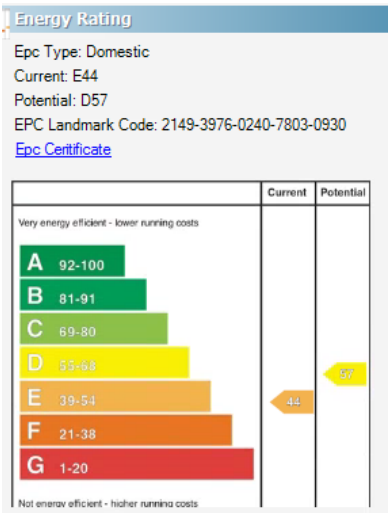 Energy Rating
Epc Type: Domestic
Current: E44
Potential: D57
EPC Landmark Code: 2149-3976-0240-7803-0930
Epc Ceritificate
Current Potential
Very energy efficient - lower running costs
A 92-100
B 81-91
C 69-80
D 55-68
57
E 39-54
44
F 21-38
G 1-20
Not energy efficient - higher running costs